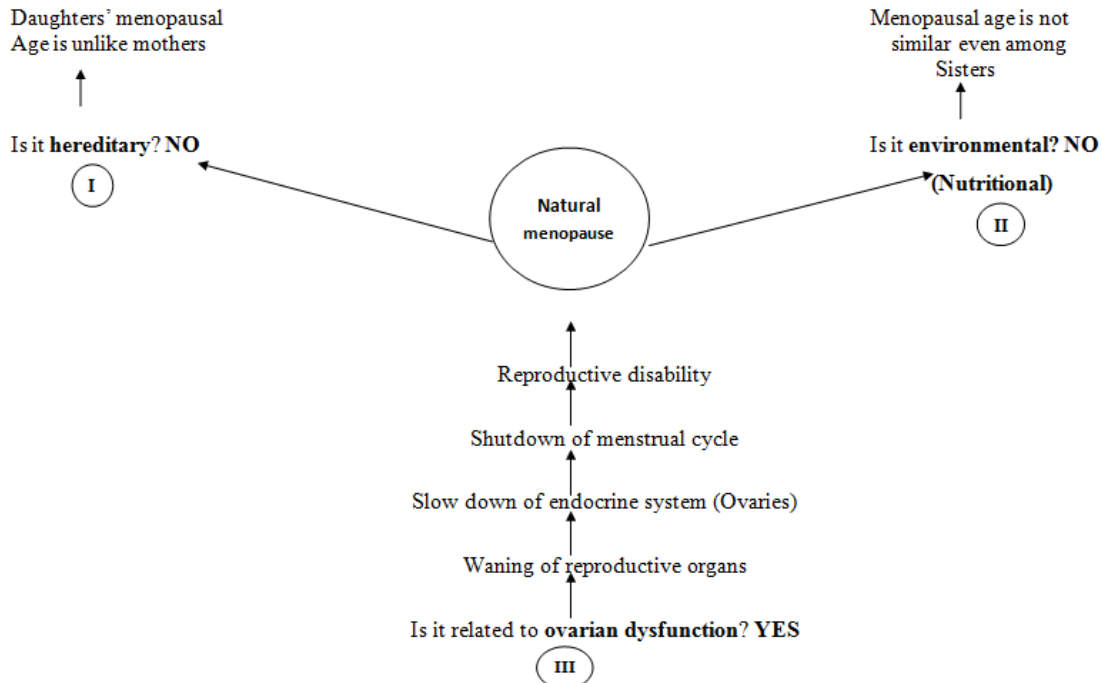 Daughters’ menopausal
Age is unlike mothers
Is it hereditary? NO
I
Menopausal age is not
similar even among
Sisters
Is it environmental? NO
(Nutritional)
II
Natural
menopause
Reproductive disability
Shutdown of menstrual cycle
Slow down of endocrine system (Ovaries)
Waning of reproductive organs
Is it related to ovarian dysfunction? YES
III